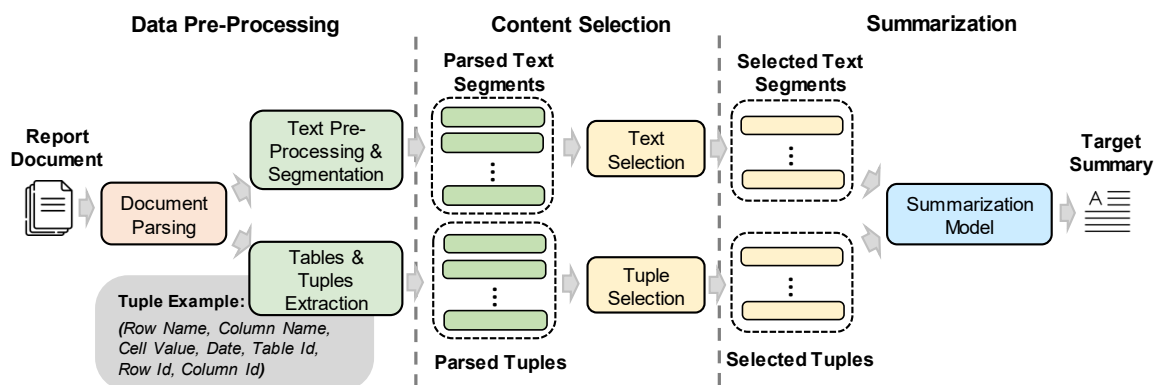 Data Pre-Processing
Content Selection
Summarization
Report
Document
Document
Parsing
Text Pre-
Processing &
Segmentation
Tables &
Tuples
Extraction
Tuple Example:
(Row Name, Column Name,
Cell Value, Date, Table Id,
Row Id, Column Id)
Parsed Text
Segments
Parsed Tuples
Text
Selection
Tuple
Selection
Selected Text
Segments
Selected Tuples
Summarization
Model
Target
Summary
A